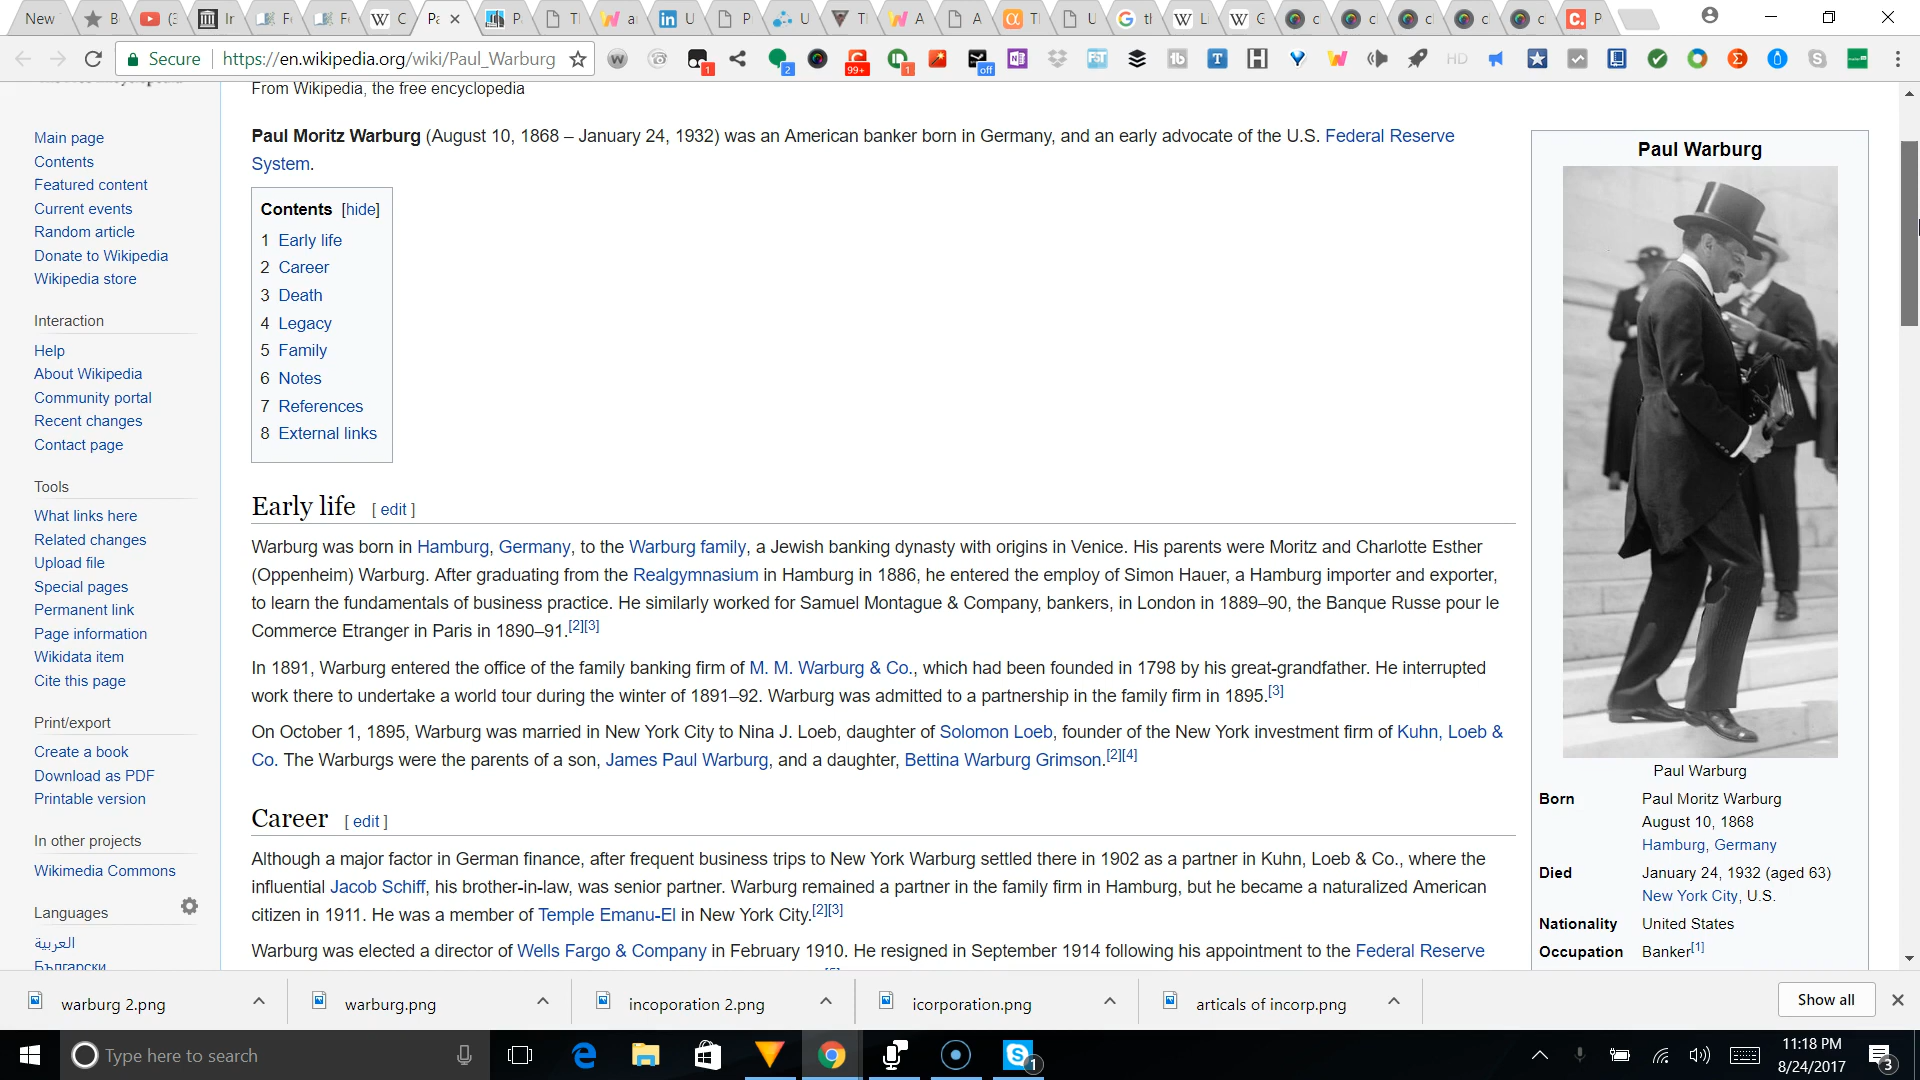 New
B
(3
Ir
F
F
C
Pa
P
T
a
U
P
U
T
A
A
T
U
tl
L
G
c
c
c
c
c
P
Secure
https://en.wikipedia.org/wiki/Paul_Warburg
1
2
99+
1
off
HD
From Wikipedia, the free encyclopedia
Main page
Contents
Featured content
Current events
Random article
Donate to Wikipedia
Wikipedia store
Interaction
Help
About Wikipedia
Community portal
Recent changes
Contact page
Tools
What links here
Related changes
Upload file
Special pages
Permanent link
Page information
Wikidata item
Cite this page
Print/export
Create a book
Download as PDF
Printable version
In other projects
Wikimedia Commons
Languages
العربية
Български
Paul Moritz Warburg (August 10, 1868 – January 24, 1932) was an American banker born in Germany, and an early advocate of the U.S. Federal Reserve
System.
Contents [hide]
1 Early life
2 Career
3 Death
4 Legacy
5 Family
6 Notes
7 References
8 External links
Early life [ edit ]
Warburg was born in Hamburg, Germany, to the Warburg family, a Jewish banking dynasty with origins in Venice. His parents were Moritz and Charlotte Esther
(Oppenheim) Warburg. After graduating from the Realgymnasium in Hamburg in 1886, he entered the employ of Simon Hauer, a Hamburg importer and exporter,
to learn the fundamentals of business practice. He similarly worked for Samuel Montague & Company, bankers, in London in 1889–90, the Banque Russe pour le
Commerce Etranger in Paris in 1890–91.[2][3]
In 1891, Warburg entered the office of the family banking firm of M. M. Warburg & Co., which had been founded in 1798 by his great-grandfather. He interrupted
work there to undertake a world tour during the winter of 1891–92. Warburg was admitted to a partnership in the family firm in 1895.[3]
On October 1, 1895, Warburg was married in New York City to Nina J. Loeb, daughter of Solomon Loeb, founder of the New York investment firm of Kuhn, Loeb &
Co. The Warburgs were the parents of a son, James Paul Warburg, and a daughter, Bettina Warburg Grimson.[2][4]
Career [ edit ]
Although a major factor in German finance, after frequent business trips to New York Warburg settled there in 1902 as a partner in Kuhn, Loeb & Co., where the
influential Jacob Schiff, his brother-in-law, was senior partner. Warburg remained a partner in the family firm in Hamburg, but he became a naturalized American
citizen in 1911. He was a member of Temple Emanu-El in New York City.[2][3]
Warburg was elected a director of Wells Fargo & Company in February 1910. He resigned in September 1914 following his appointment to the Federal Reserve
Paul Warburg
Paul Warburg
Born Paul Moritz Warburg
August 10, 1868
Hamburg, Germany
Died January 24, 1932 (aged 63)
New York City, U.S.
Nationality United States
Occupation Banker[1]
warburg 2.png
warburg.png
incoporation 2.png
icorporation.png
articals of incorp.png
Show all
Type here to search
1
11:18 PM
8/24/2017
3